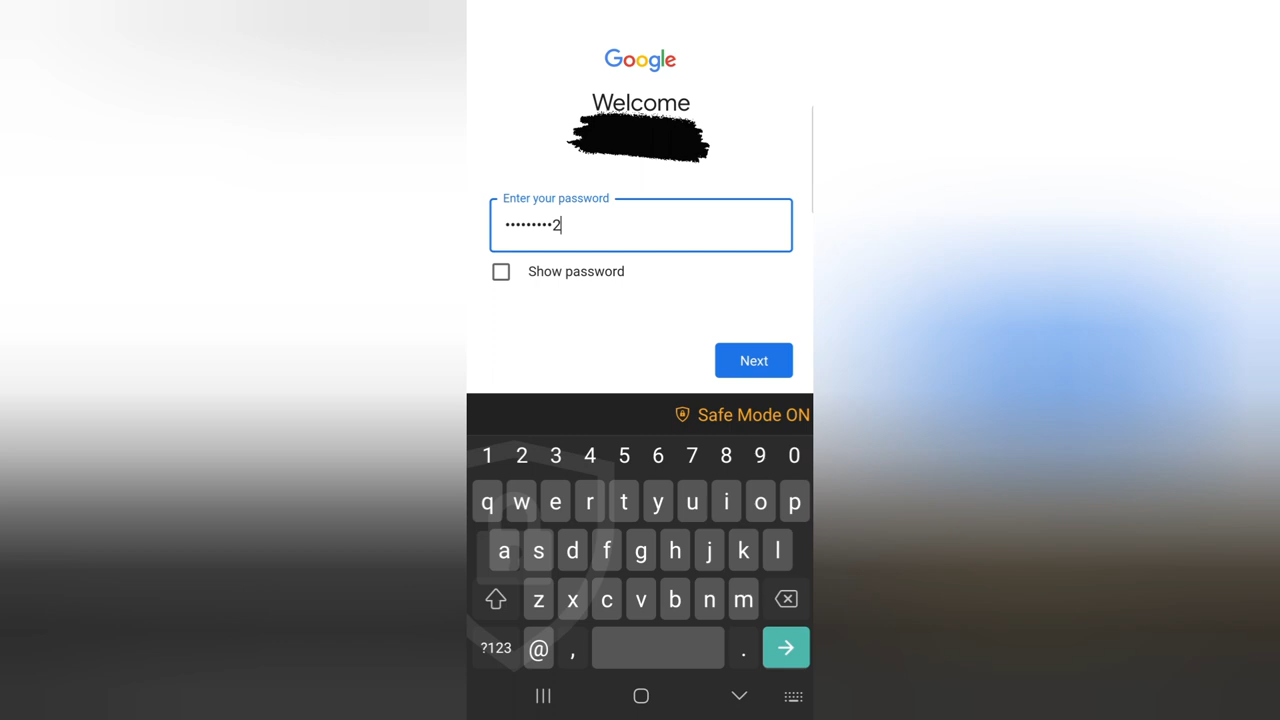 Google
Welcome
Enter your password
•••••••••2
Show password
Next
Safe Mode ON
1 2 3 4 5 6 7 8 9 0
q w e r t y u i o p
a s d f g h j k l
z x c v b n m
?123 @ , .